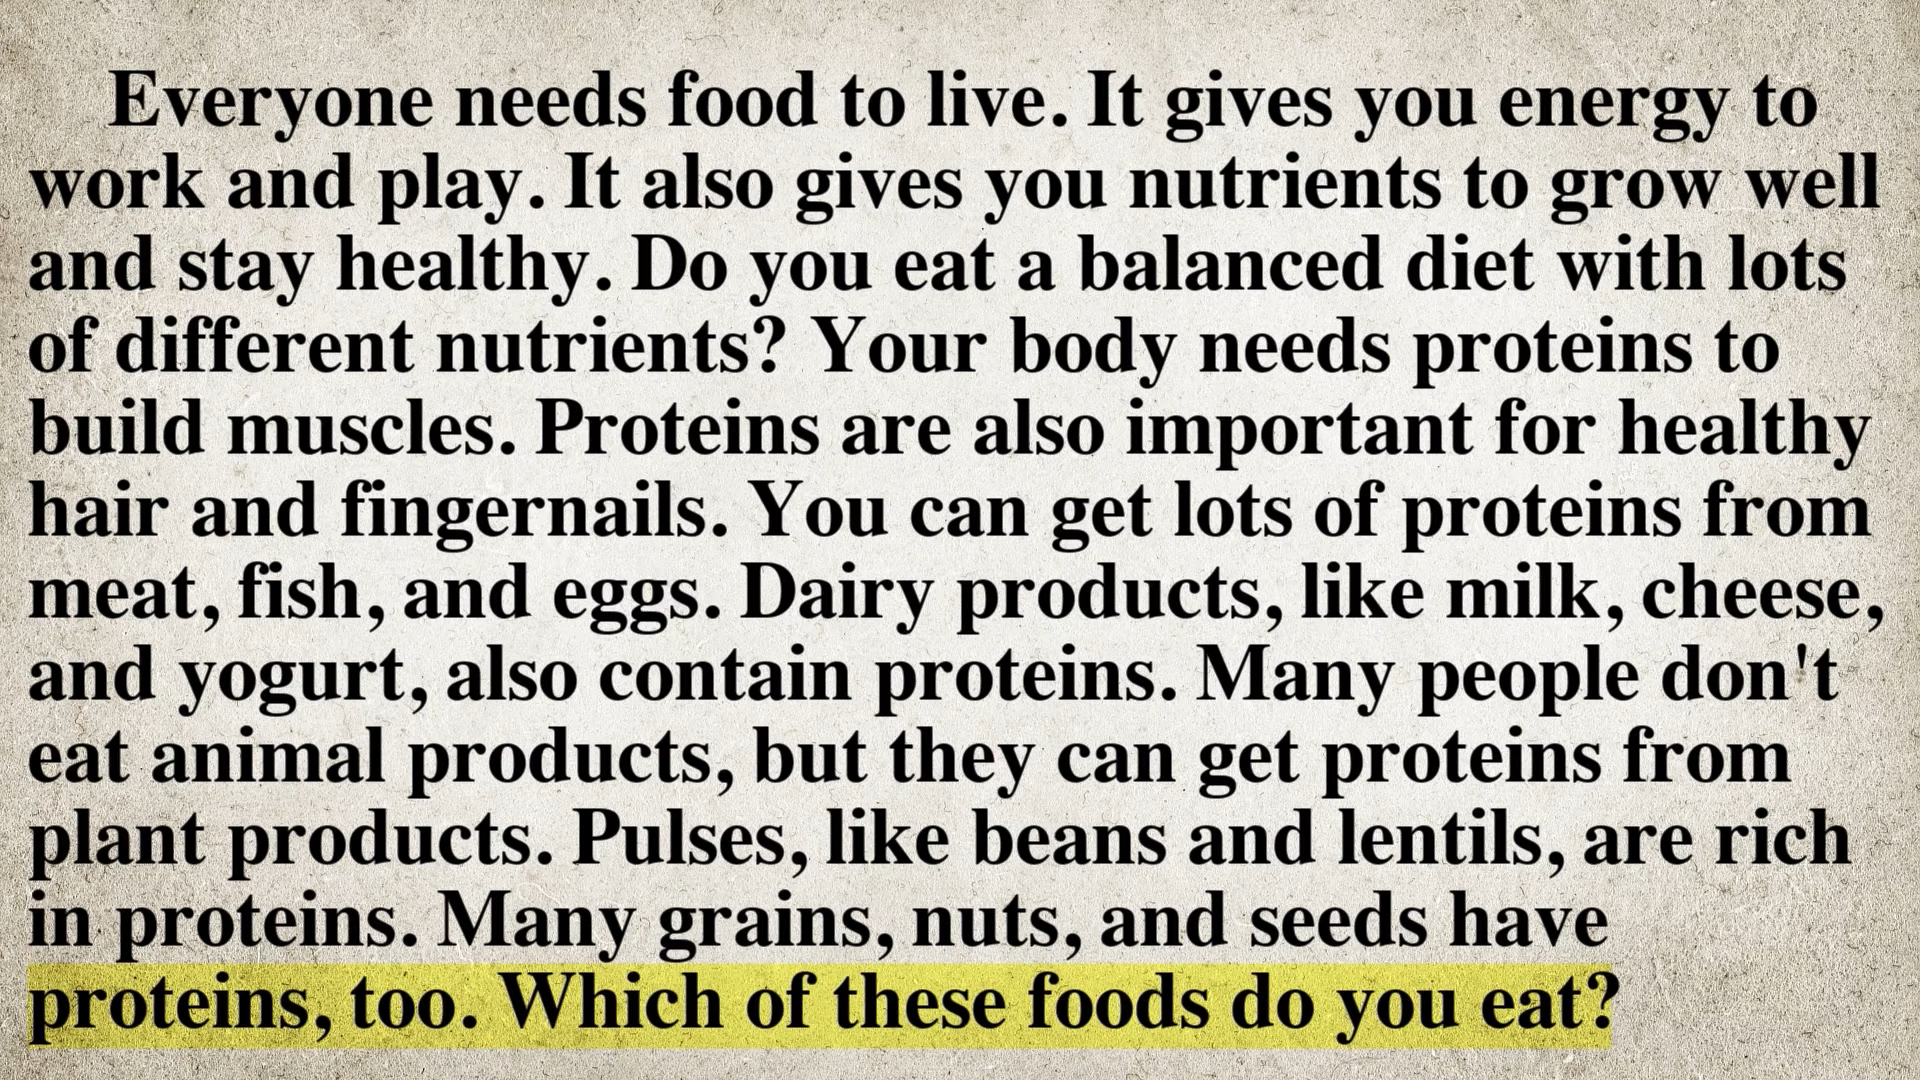 Everyone needs food to live. It gives you energy to
work and play. It also gives you nutrients to grow well
and stay healthy. Do you eat a balanced diet with lots
of different nutrients? Your body needs proteins to
build muscles. Proteins are also important for healthy
hair and fingernails. You can get lots of proteins from
meat, fish, and eggs. Dairy products, like milk, cheese,
and yogurt, also contain proteins. Many people don't
eat animal products, but they can get proteins from
plant products. Pulses, like beans and lentils, are rich
in proteins. Many grains, nuts, and seeds have
proteins, too. Which of these foods do you eat?